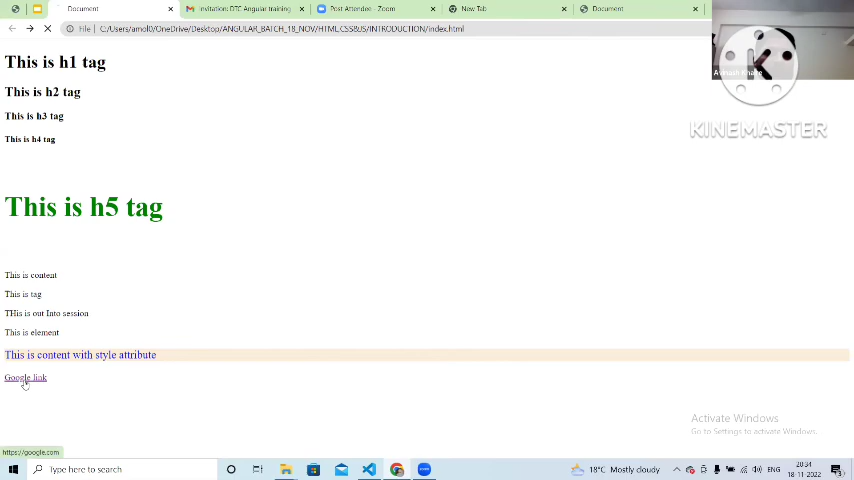 Document
Invitation: DTC Angular training
Post Attendee - Zoom
New Tab
Document
File
C:/Users/amol0/OneDrive/Desktop/ANGULAR_BATCH_18_NOV/HTML,CSS&JS/INTRODUCTION/index.html
This is h1 tag
This is h2 tag
This is h3 tag
This is h4 tag
This is h5 tag
This is content
This is tag
THis is out Into session
This is element
This is content with style attribute
Google link
K
KINEMASTER
Activate Windows
Go to Settings to activate Windows.
https://google.com
Type here to search
18°C Mostly cloudy
ENG
20:34
18-11-2022
3